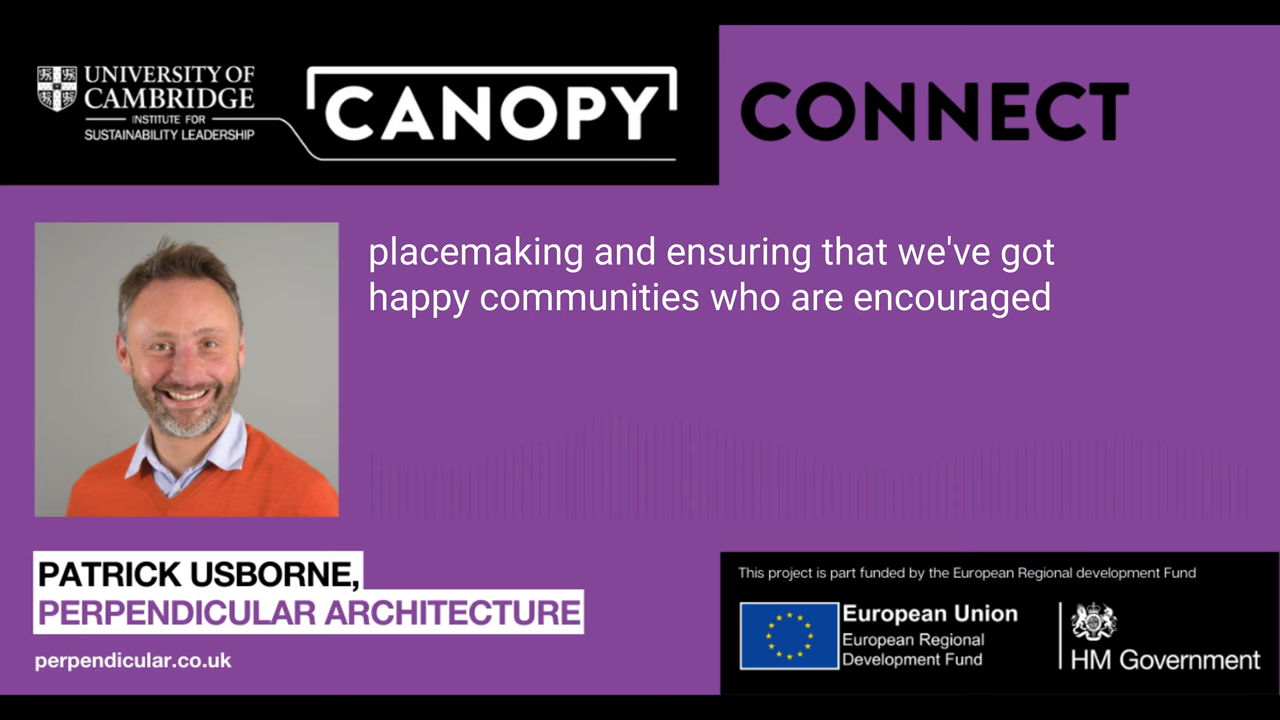 UNIVERSITY OF
CAMBRIDGE
INSTITUTE FOR
SUSTAINABILITY LEADERSHIP
CANOPY
CONNECT
placemaking and ensuring that we've got
happy communities who are encouraged
PATRICK USBORNE,
PERPENDICULAR ARCHITECTURE
perpendicular.co.uk
This project is part funded by the European Regional development Fund
European Union
European Regional
Development Fund
HM Government